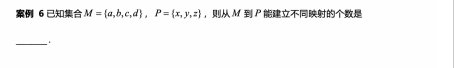 案例 6 已知集合 M = {a,b,c,d}， P = {x,y,z}，则从 M 到 P 能建立不同映射的个数是
______.